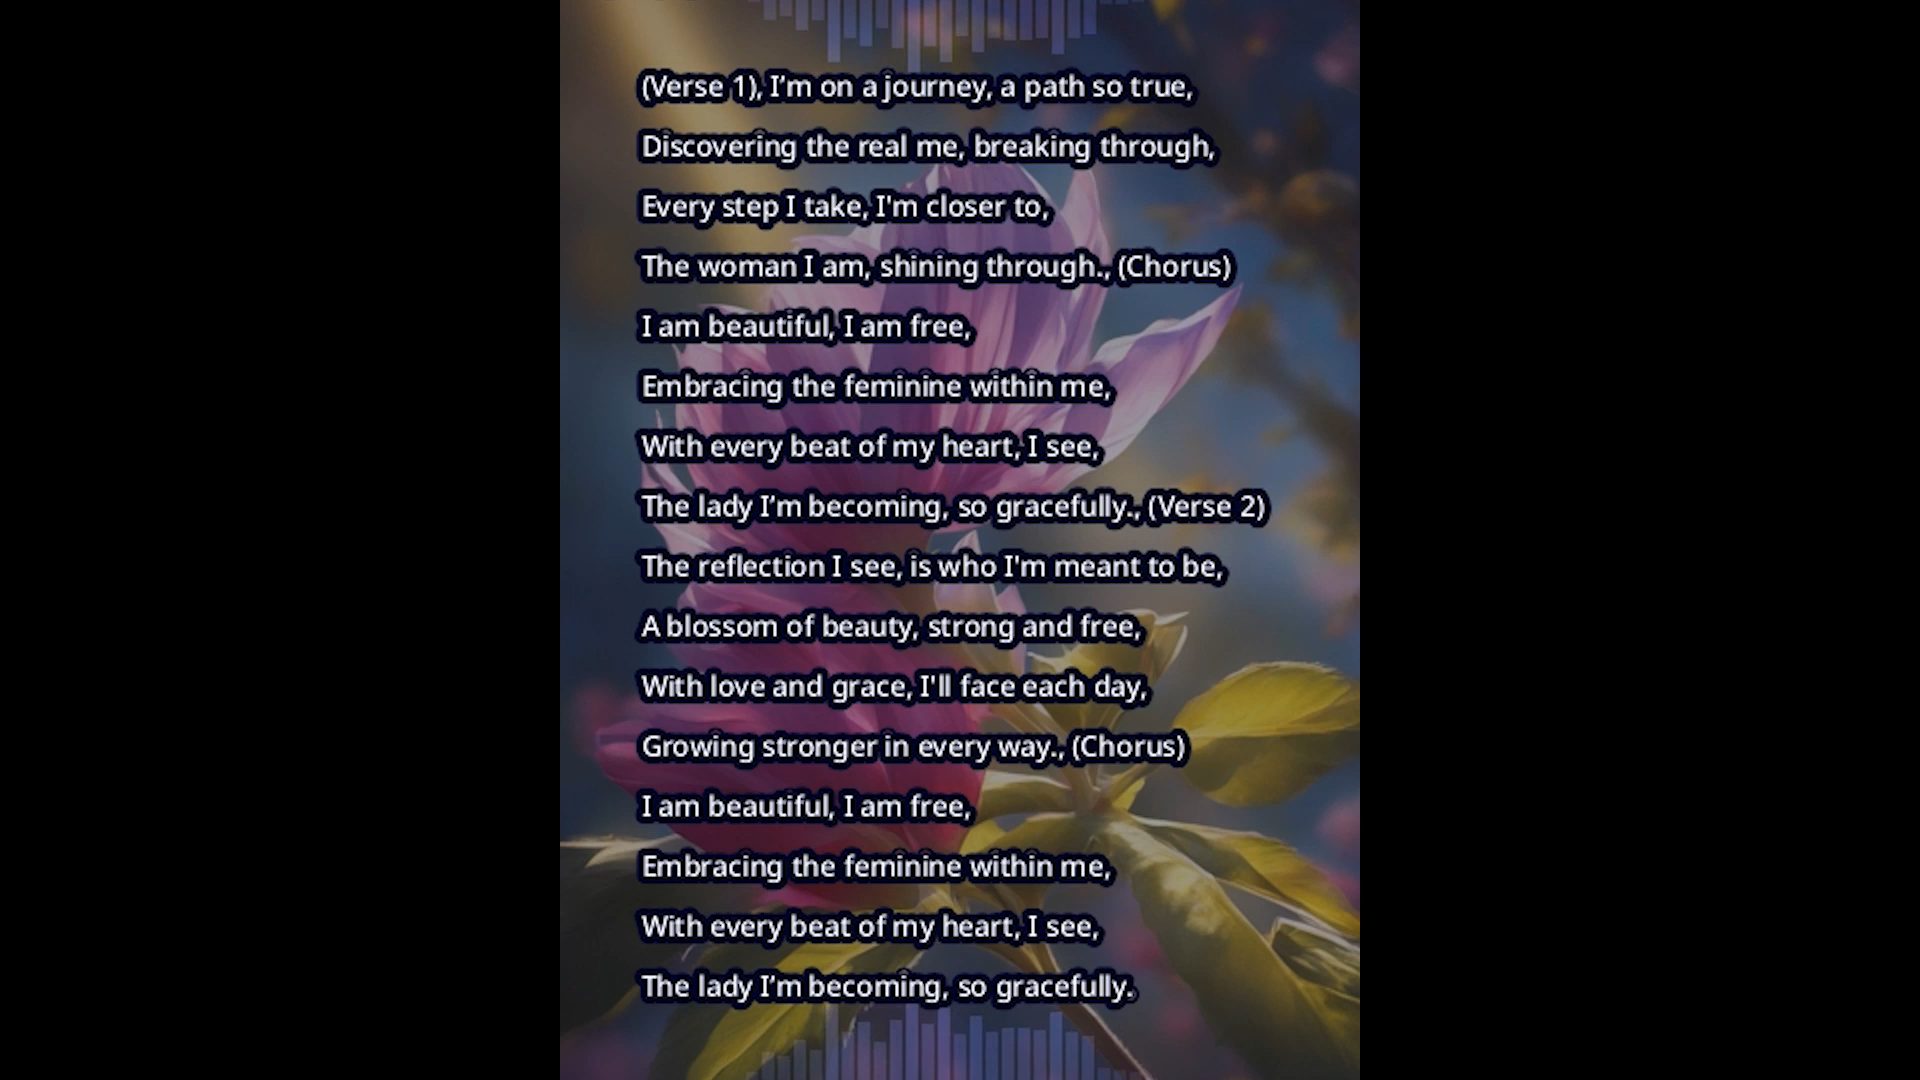 (Verse 1), I'm on a journey, a path so true,
Discovering the real me, breaking through,
Every step I take, I'm closer to,
The woman I am, shining through., (Chorus)
I am beautiful, I am free,
Embracing the feminine within me,
With every beat of my heart, I see,
The lady I'm becoming, so gracefully., (Verse 2)
The reflection I see, is who I'm meant to be,
A blossom of beauty, strong and free,
With love and grace, I'll face each day,
Growing stronger in every way., (Chorus)
I am beautiful, I am free,
Embracing the feminine within me,
With every beat of my heart, I see,
The lady I'm becoming, so gracefully.